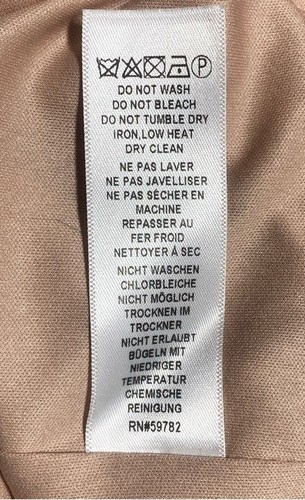 P
DO NOT WASH
DO NOT BLEACH
DO NOT TUMBLE DRY
IRON,LOW HEAT
DRY CLEAN
NE PAS LAVER
NE PAS JAVELLISER
NE PAS SÉCHER EN
MACHINE
REPASSER AU
FER FROID
NETTOYER Á SEC
NICHT WASCHEN
CHLORBLEICHE
NICHT MÖGLICH
TROCKNEN IM
TROCKNER
NICHT ERLAUBT
BÜGELN MIT
NIEDRIGER
TEMPERATUR
CHEMISCHE
REINIGUNG
RN#59782